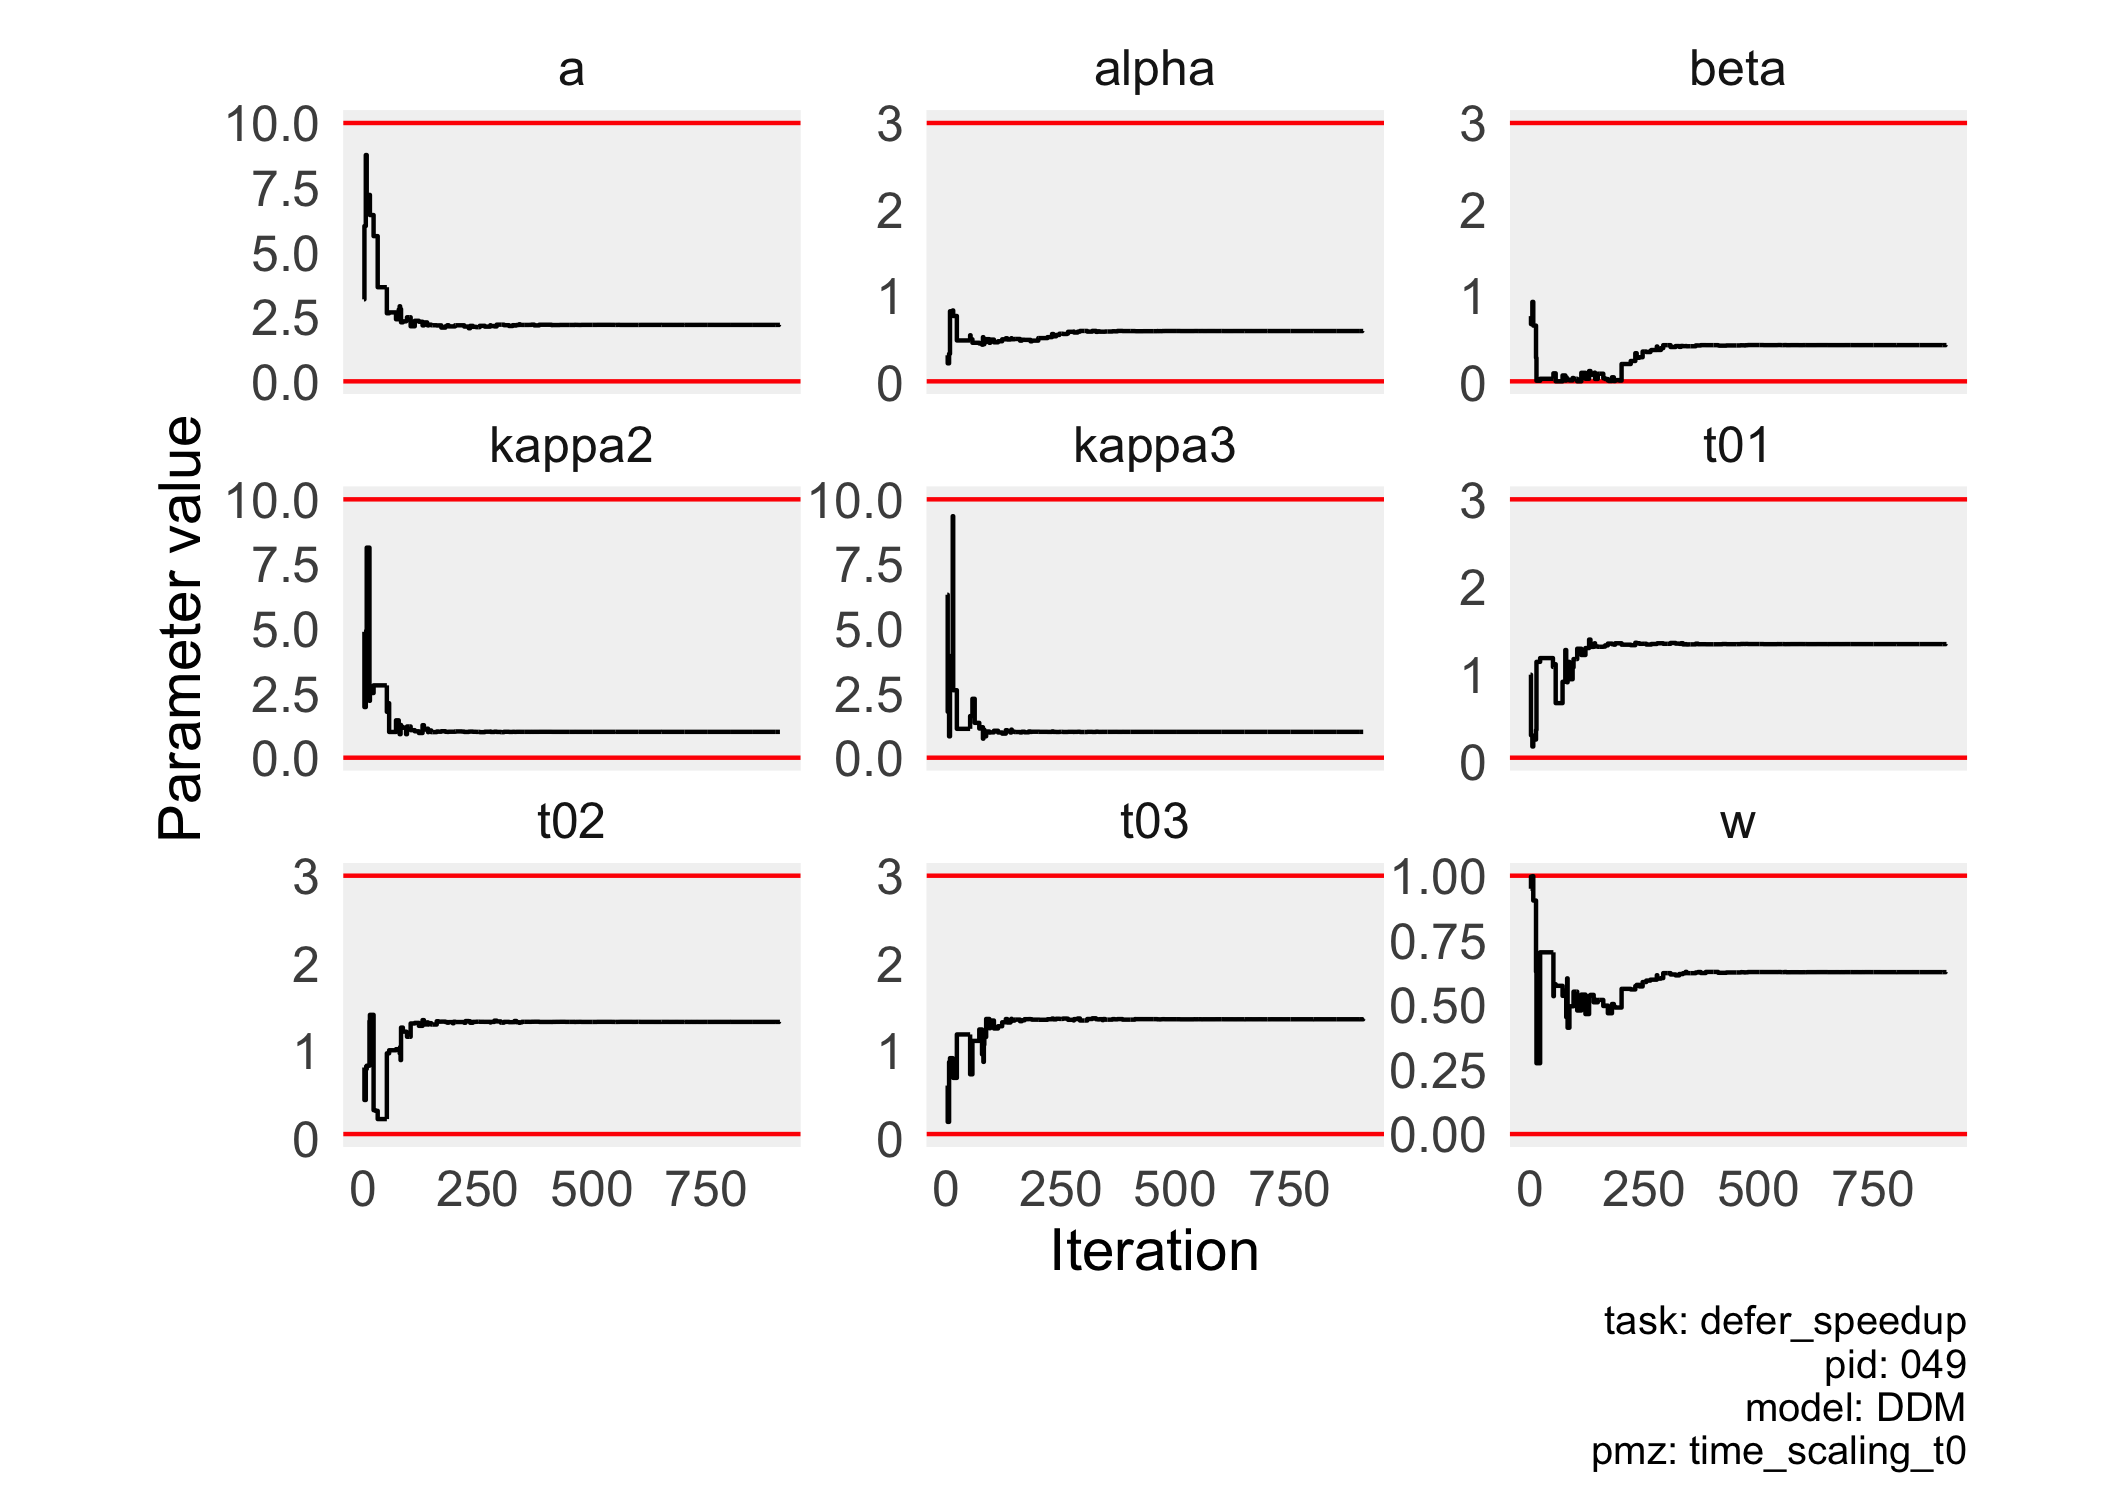 a
alpha
beta
10.0
7.5
5.0
2.5
0.0
3
2
1
0
3
2
1
0
kappa2
kappa3
t01
10.0
7.5
5.0
2.5
0.0
10.0
7.5
5.0
2.5
0.0
3
2
1
0
t02
t03
w
3
2
1
0
3
2
1
0
1.00
0.75
0.50
0.25
0.00
0 250 500 750
0 250 500 750
0 250 500 750
Parameter value
Iteration
task: defer_speedup
pid: 049
model: DDM
pmz: time_scaling_t0